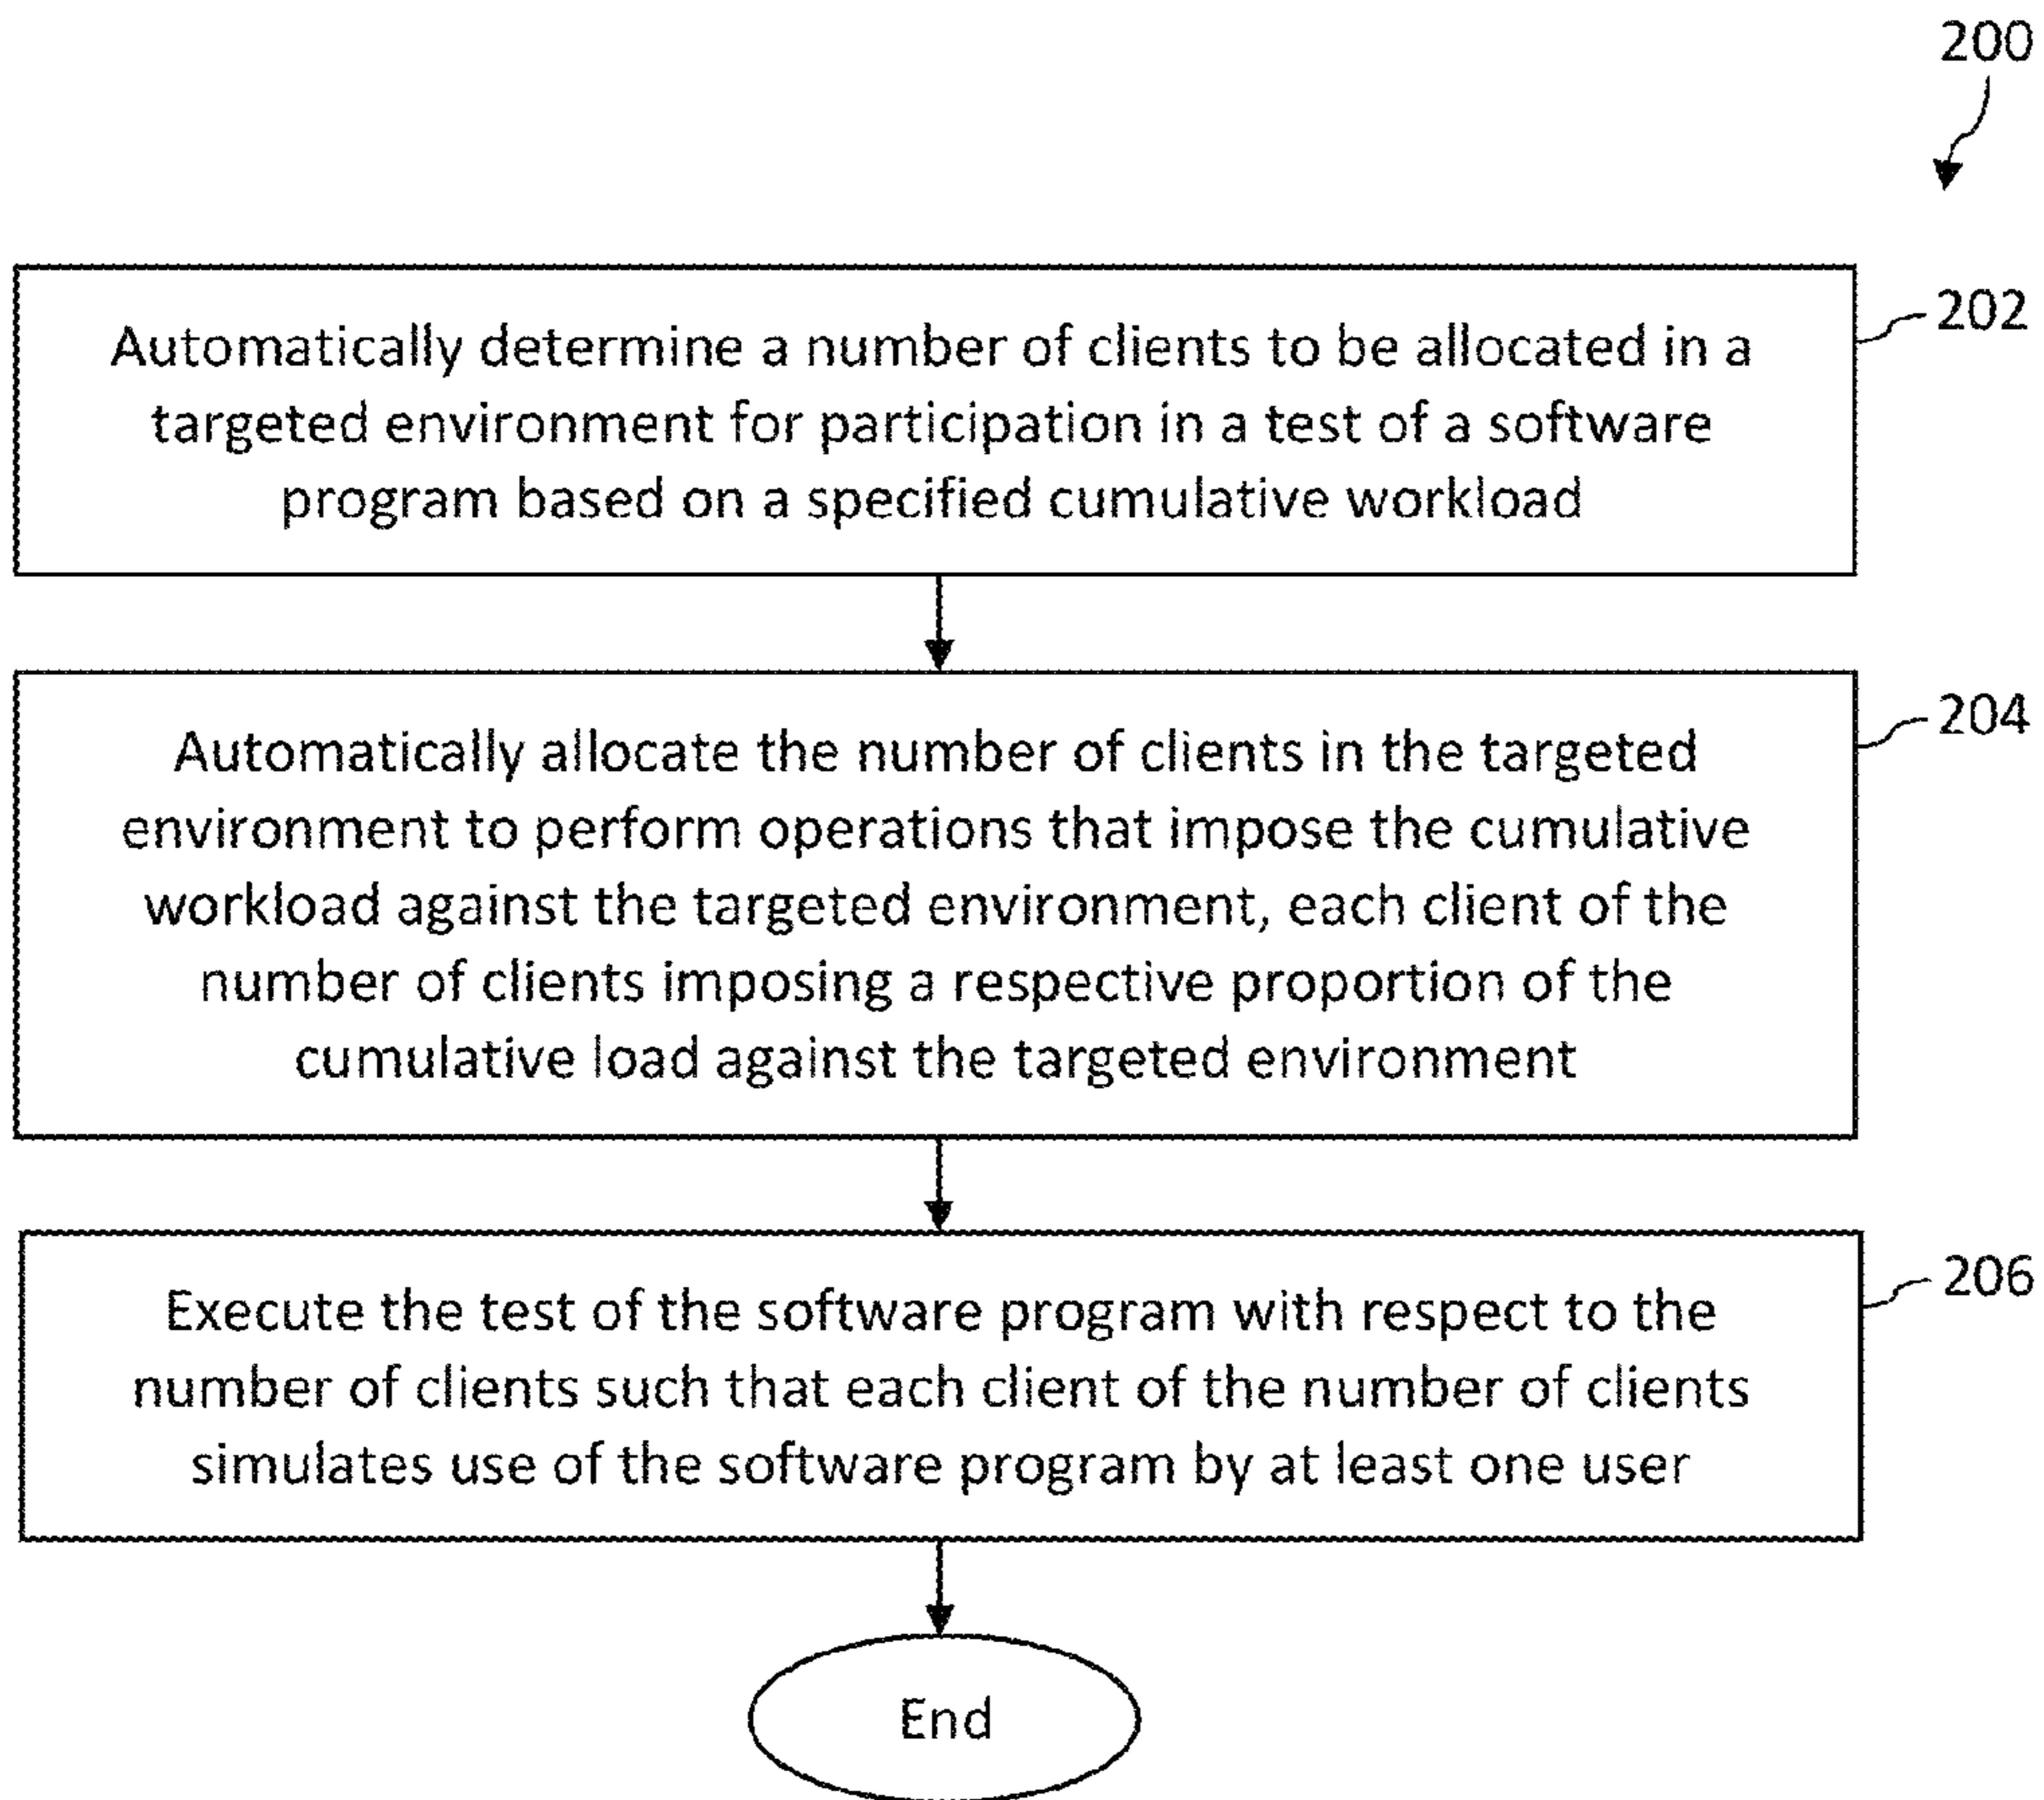 200
202
Automatically determine a number of clients to be allocated in a
targeted environment for participation in a test of a software
program based on a specified cumulative workload
204
Automatically allocate the number of clients in the targeted
environment to perform operations that impose the cumulative
workload against the targeted environment, each client of the
number of clients imposing a respective proportion of the
cumulative load against the targeted environment
206
Execute the test of the software program with respect to the
number of clients such that each client of the number of clients
simulates use of the software program by at least one user
End